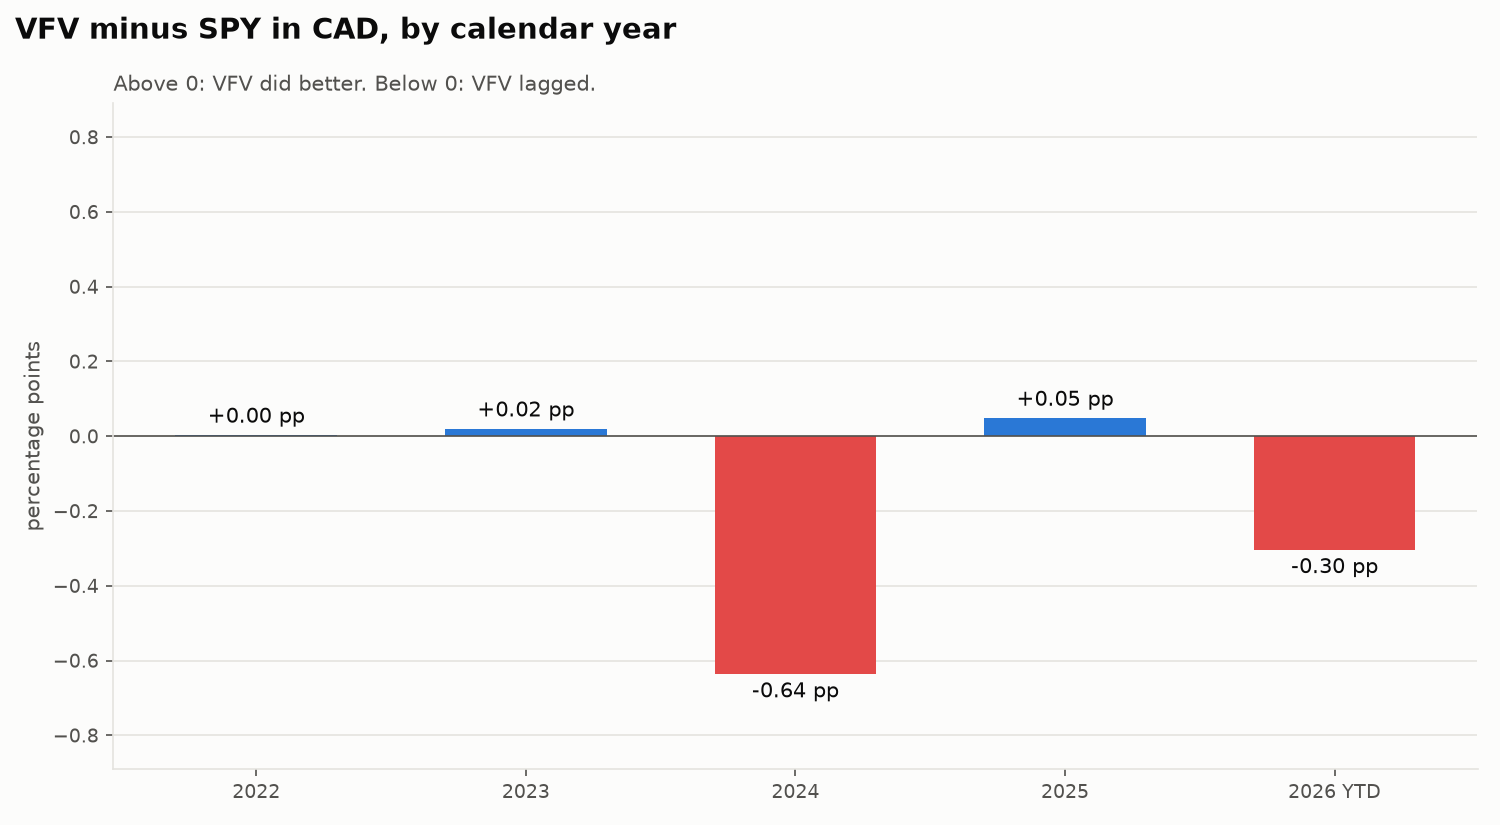 VFV minus SPY in CAD, by calendar year
Above 0: VFV did better. Below 0: VFV lagged.
percentage points
0.8
0.6
0.4
0.2
0.0
−0.2
−0.4
−0.6
−0.8
+0.00 pp
+0.02 pp
-0.64 pp
+0.05 pp
-0.30 pp
2022
2023
2024
2025
2026 YTD